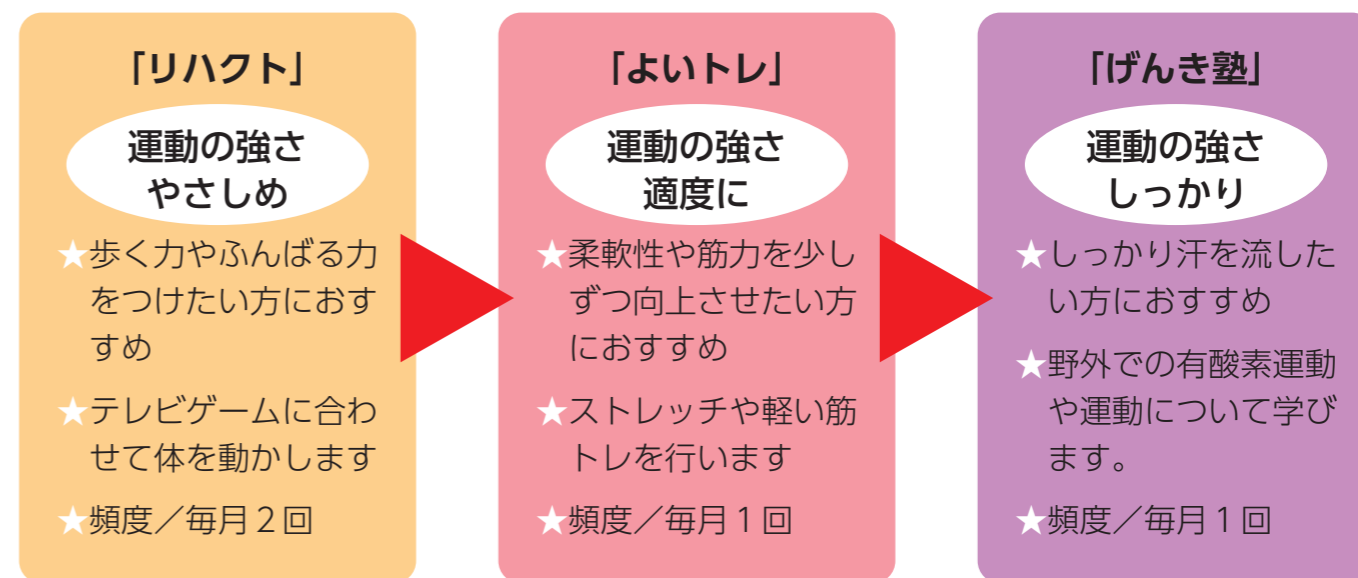 「リハクト」
運動の強さ
やさしめ
★歩く力やふんばる力
をつけたい方におす
すめ
★テレビゲームに合わ
せて体を動かします
★頻度／毎月２回
「よいトレ」
運動の強さ
適度に
★柔軟性や筋力を少し
ずつ向上させたい方
におすすめ
★ストレッチや軽い筋
トレを行います
★頻度／毎月１回
「げんき塾」
運動の強さ
しっかり
★しっかり汗を流した
い方におすすめ
★野外での有酸素運動
や運動について学び
ます。
★頻度／毎月１回